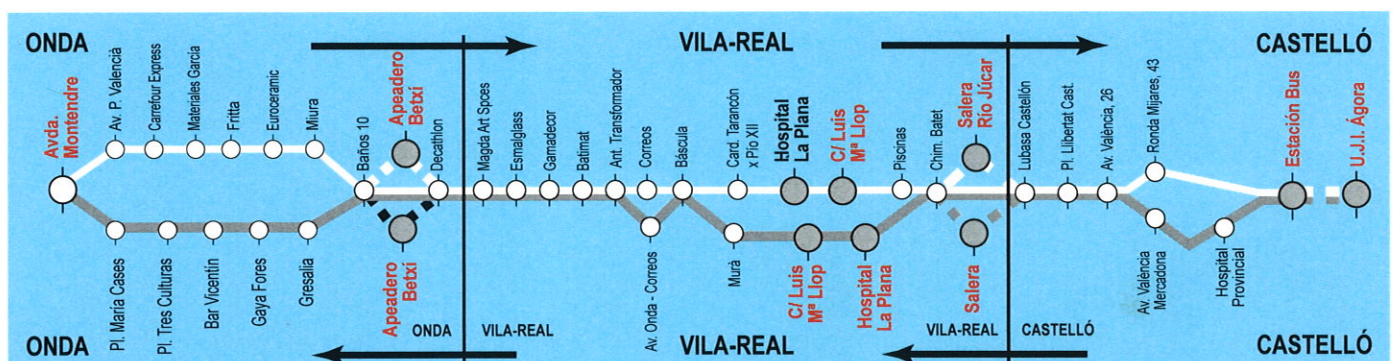 ONDA
VILA-REAL
CASTELLÓ
Avda.
Montendre
Av. P. Valencià
Carrefour Express
Materiales Garcia
Fritta
Euroceramic
Miura
Baños 10
Apeadero
Betxí
Decathlon
Magda Art Spces
Esmalglass
Gamadecor
Batimat
Ant. Transformador
Correos
Báscula
Card. Tarancón
x Pío XII
Hospital
La Plana
C/ Luis
Mª Llop
Piscinas
Chim. Batet
Salera
Río Júcar
Lubasa Castellón
Pl. Llibertat Cast.
Av. València, 26
Ronda Mijares, 43
Estación Bus
U.J.I. Ágora
Pl. María Cases
Pl. Tres Culturas
Bar Vicentín
Gaya Fores
Gresalia
Apeadero
Betxí
Av. Onda - Correos
Murà
C/ Luis
Mª Llop
Hospital
La Plana
Salera
Av. València
Mercadona
Hospital
Provincial
ONDA
VILA-REAL
VILA-REAL
CASTELLÓ
ONDA
VILA-REAL
CASTELLÓ